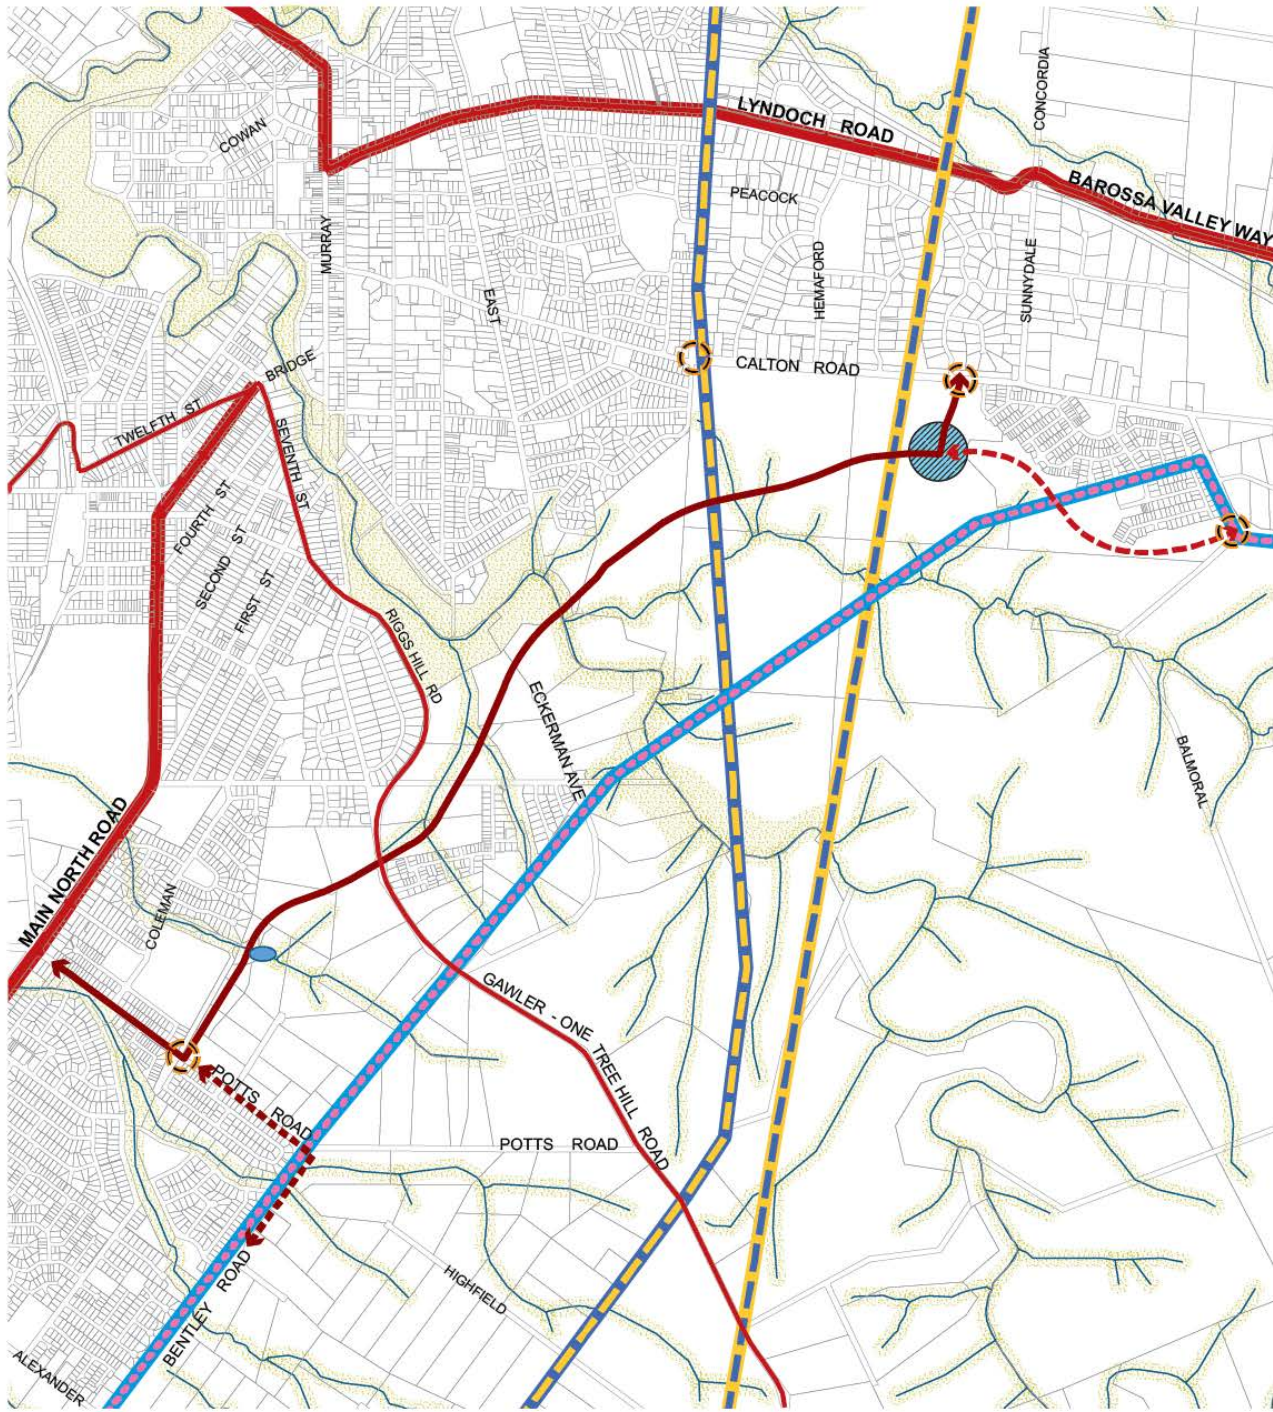 CONCORDIA
LYNDOCH ROAD
COWAN
BAROSSA VALLEY WAY
PEACOCK
MURRAY
HEMAFORD
SUNNYDALE
EAST
BRIDGE
CALTON ROAD
TWELFTH ST
SEVENTH ST
FOURTH ST
SECOND ST
FIRST ST
RIGGS HILL RD
ECKERMAN AVE
BALMORAL
MAIN NORTH ROAD
COLEMAN
GAWLER - ONE TREE HILL ROAD
POTTS ROAD
POTTS ROAD
HIGHFIELD
BENTLEY ROAD
ALEXANDER